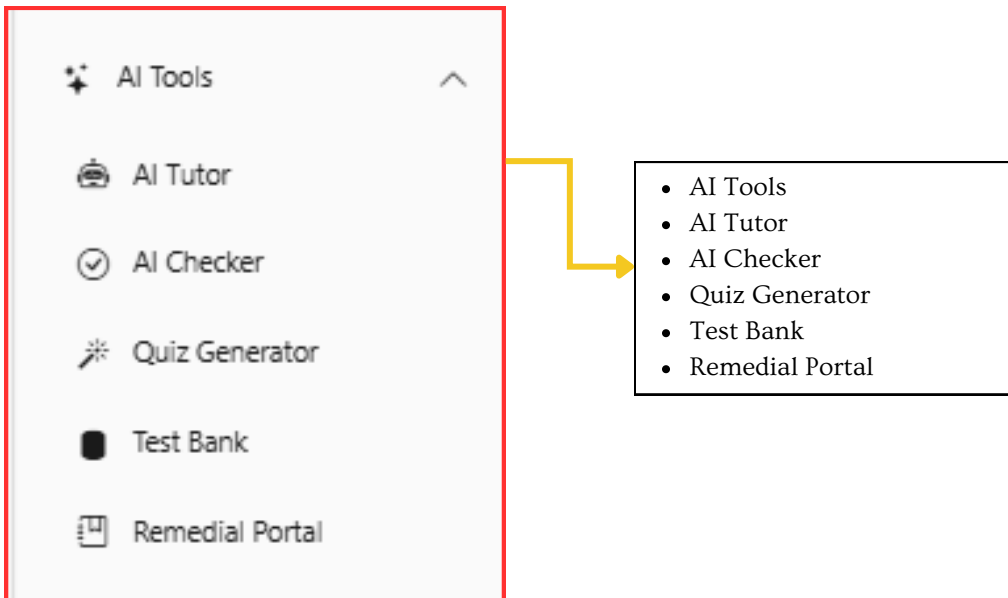 AI Tools
AI Tutor
AI Checker
Quiz Generator
Test Bank
Remedial Portal
• AI Tools
• AI Tutor
• AI Checker
• Quiz Generator
• Test Bank
• Remedial Portal